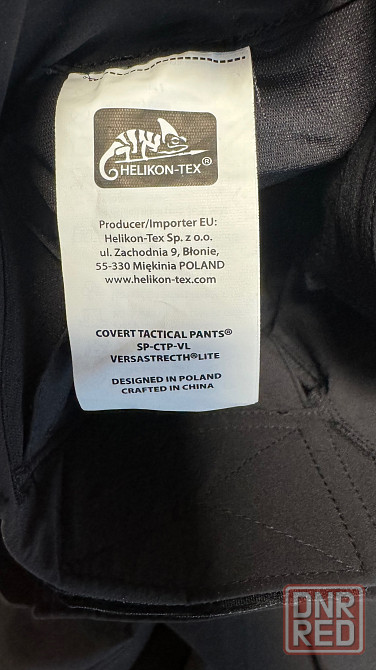 HELIKON-TEX®
Producer/Importer EU:
Helikon-Tex Sp. z o.o.
ul. Zachodnia 9, Błonie,
55-330 Miękinia POLAND
www.helikon-tex.com
COVERT TACTICAL PANTS®
SP-CTP-VL
VERSASTRECTH®LITE
DESIGNED IN POLAND
CRAFTED IN CHINA
DNR
RED